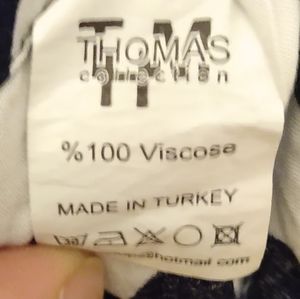 THOMAS
collection
%100 Viscose
MADE IN TURKEY
@hotmail.com